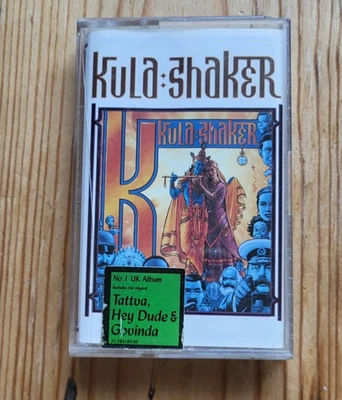 KULA:SHAKER
KULA:SHAKER
K
No.1 UK Album
Includes the singles
Tattva,
Hey Dude &
Govinda